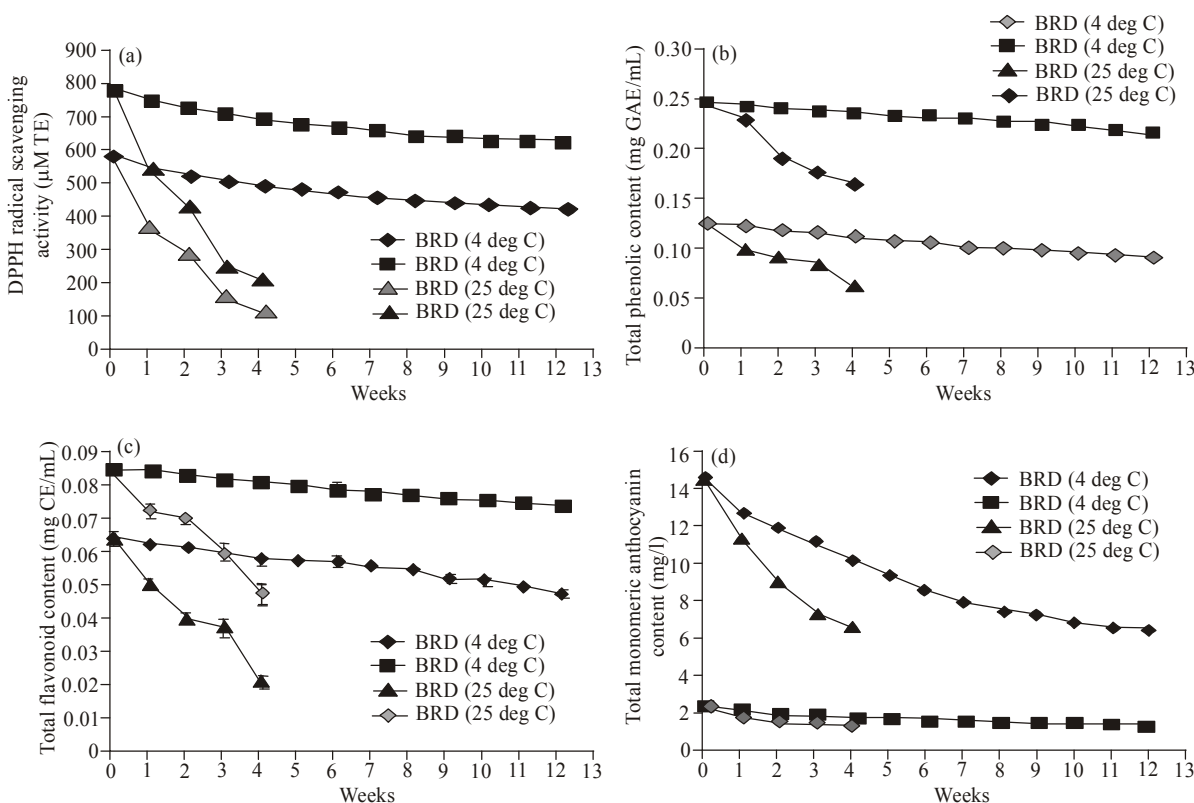 (a)
900
800
700
600
500
400
300
200
100
0
DPPH radical scavenging
activity (µM TE)
BRD (4 deg C)
BRD (4 deg C)
BRD (25 deg C)
BRD (25 deg C)
0 1 2 3 4 5 6 7 8 9 10 11 12 13
Weeks
BRD (4 deg C)
BRD (4 deg C)
BRD (25 deg C)
BRD (25 deg C)
(b)
0.30
0.25
0.20
0.15
0.10
0.05
0
Total phenolic content (mg GAE/mL)
0 1 2 3 4 5 6 7 8 9 10 11 12 13
Weeks
(c)
0.09
0.08
0.07
0.06
0.05
0.04
0.03
0.02
0.01
0
Total flavonoid content (mg CE/mL)
BRD (4 deg C)
BRD (4 deg C)
BRD (25 deg C)
BRD (25 deg C)
0 1 2 3 4 5 6 7 8 9 10 11 12 13
Weeks
(d)
16
14
12
10
8
6
4
2
0
Total monomeric anthocyanin
content (mg/l)
BRD (4 deg C)
BRD (4 deg C)
BRD (25 deg C)
BRD (25 deg C)
0 1 2 3 4 5 6 7 8 9 10 11 12 13
Weeks